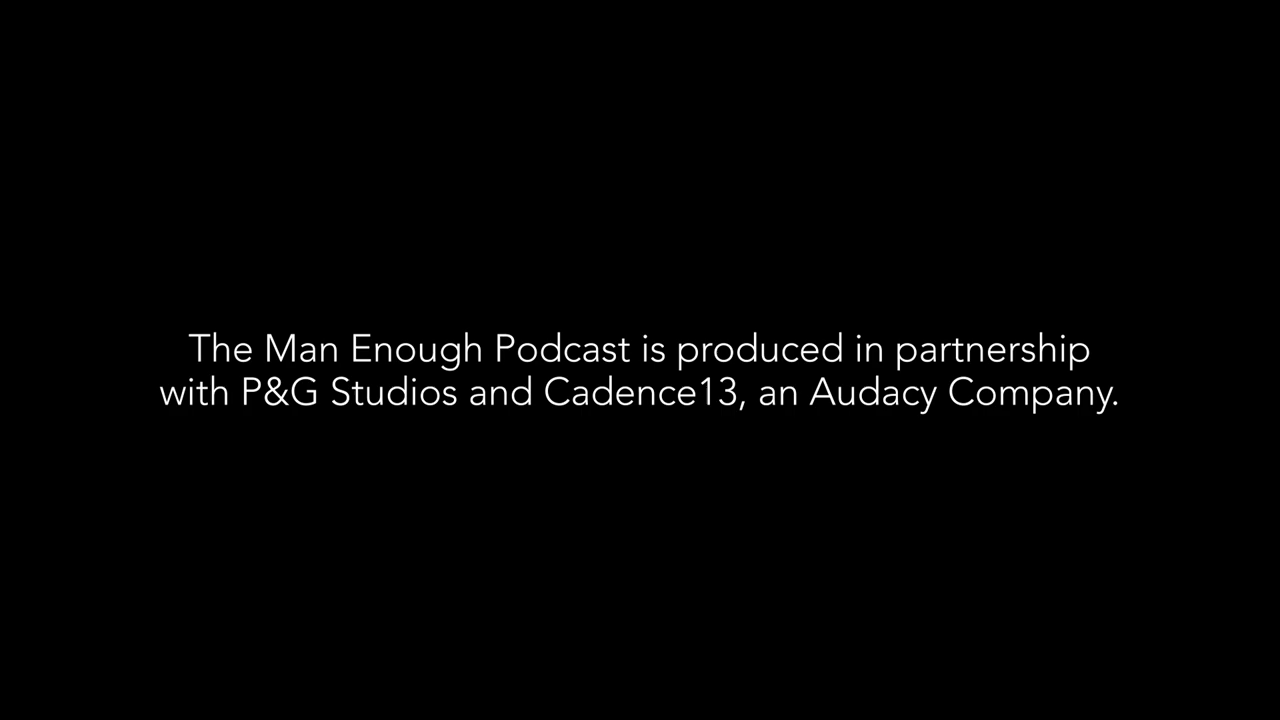 The Man Enough Podcast is produced in partnership
with P&G Studios and Cadence13, an Audacy Company.